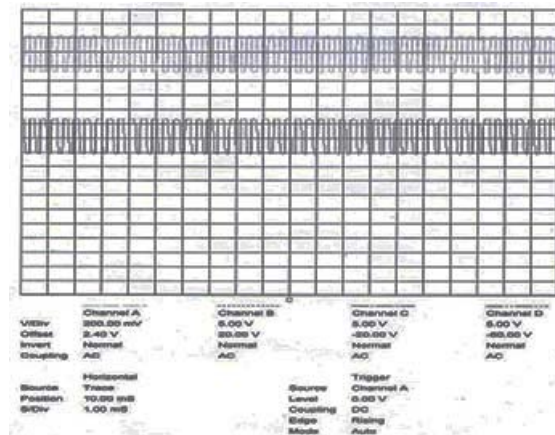 Channel A Channel B Channel C Channel D
V/Div 200.00 mV 5.00 V 5.00 V 5.00 V
Offset 2.40 V 20.00 V -20.00 V -60.00 V
Invert Normal Normal Normal Normal
Coupling AC AC AC AC
Horizontal Trigger
Source Trace Source Channel A
Position 10.00 mS Level 0.00 V
S/Div 1.00 mS Coupling DC
Edge Rising
Mode Auto